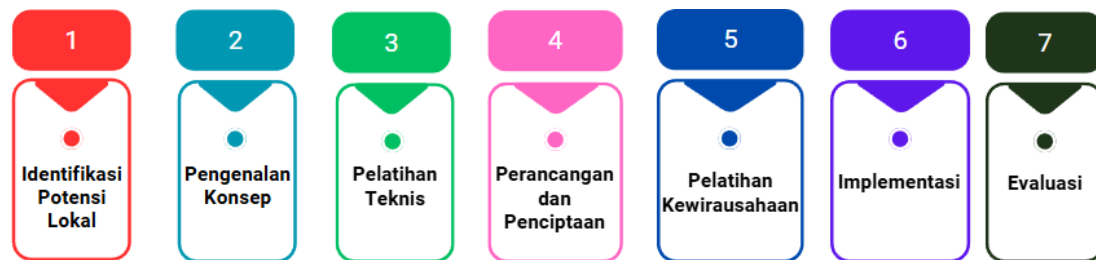 1
Identifikasi
Potensi
Lokal
2
Pengenalan
Konsep
3
Pelatihan
Teknis
4
Perancangan
dan
Penciptaan
5
Pelatihan
Kewirausahaan
6
Implementasi
7
Evaluasi